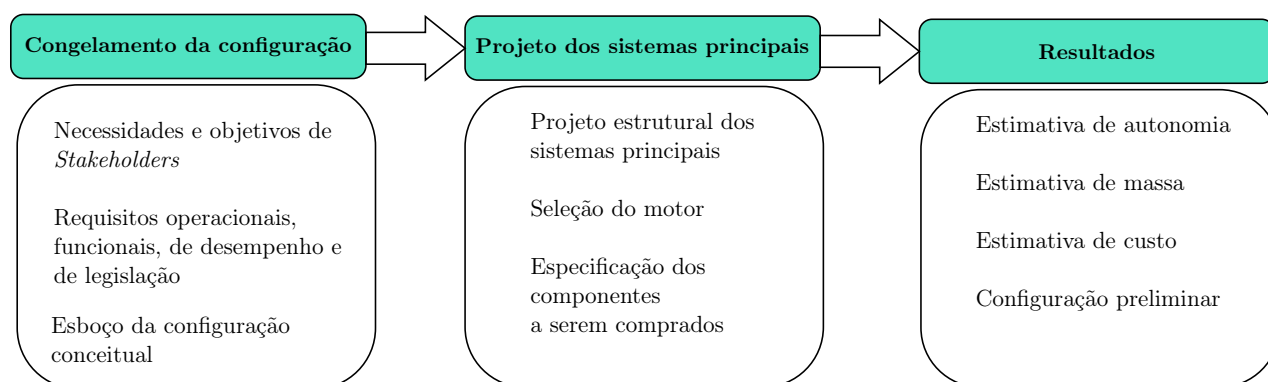 Congelamento da configuração
Necessidades e objetivos de
Stakeholders
Requisitos operacionais,
funcionais, de desempenho e
de legislação
Esboço da configuração
conceitual
Projeto dos sistemas principais
Projeto estrutural dos
sistemas principais
Seleção do motor
Especificação dos
componentes
a serem comprados
Resultados
Estimativa de autonomia
Estimativa de massa
Estimativa de custo
Configuração preliminar